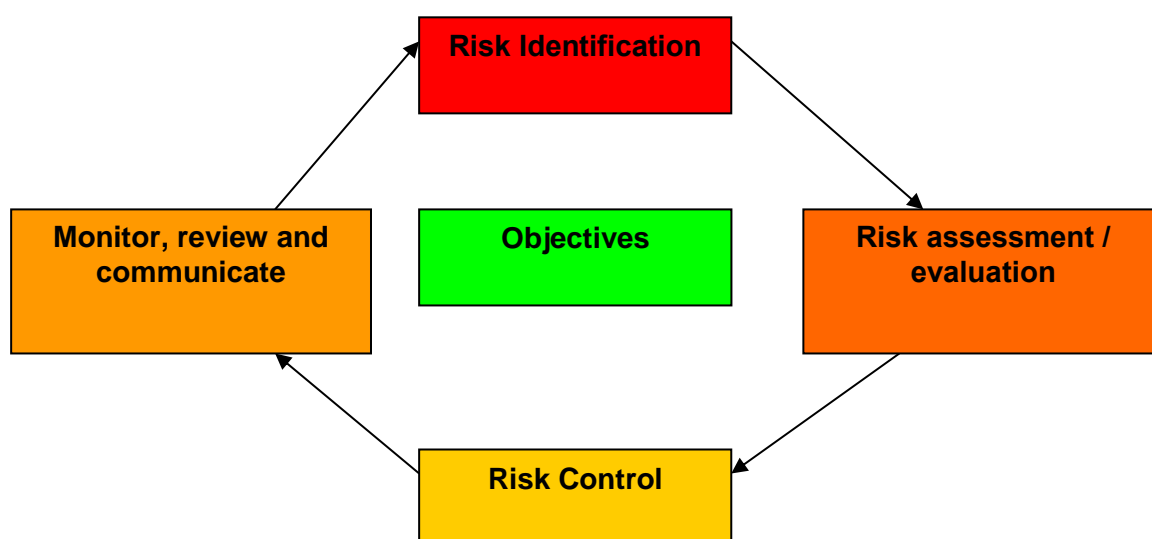 Risk Identification
Monitor, review and
communicate
Objectives
Risk assessment /
evaluation
Risk Control